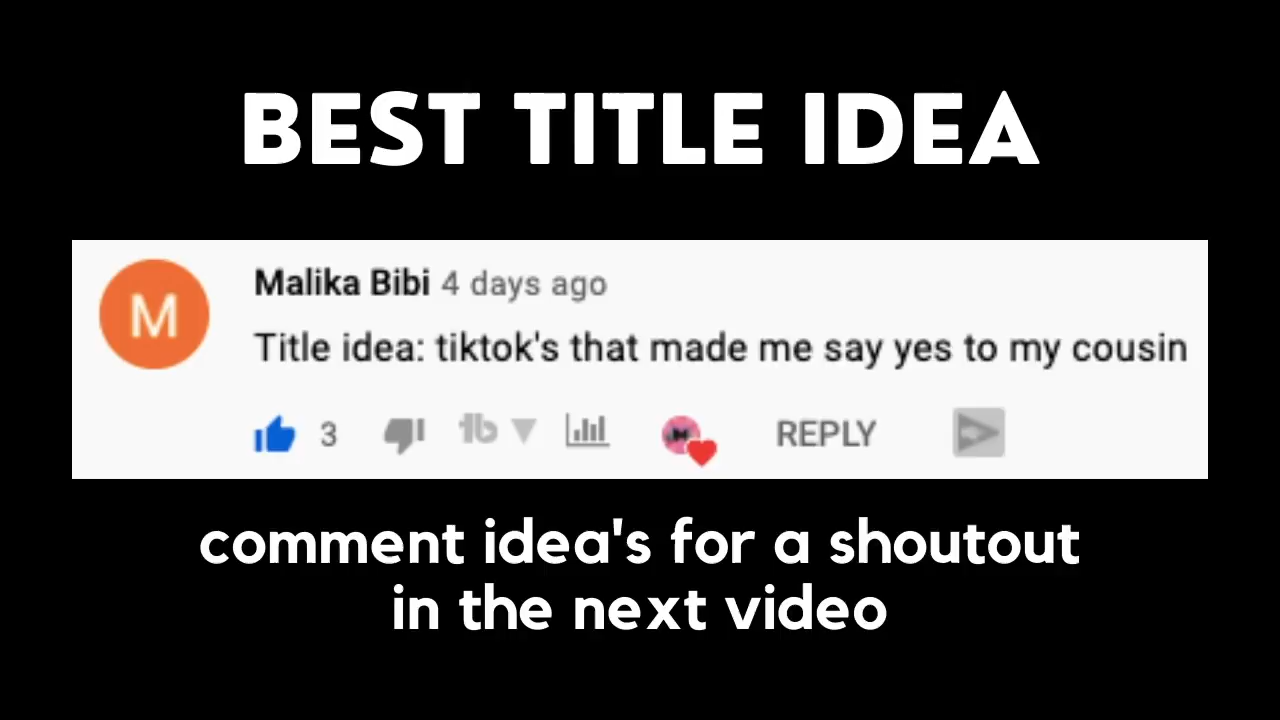 BEST TITLE IDEA
M
Malika Bibi 4 days ago
Title idea: tiktok's that made me say yes to my cousin
3 tb REPLY
comment idea's for a shoutout
in the next video